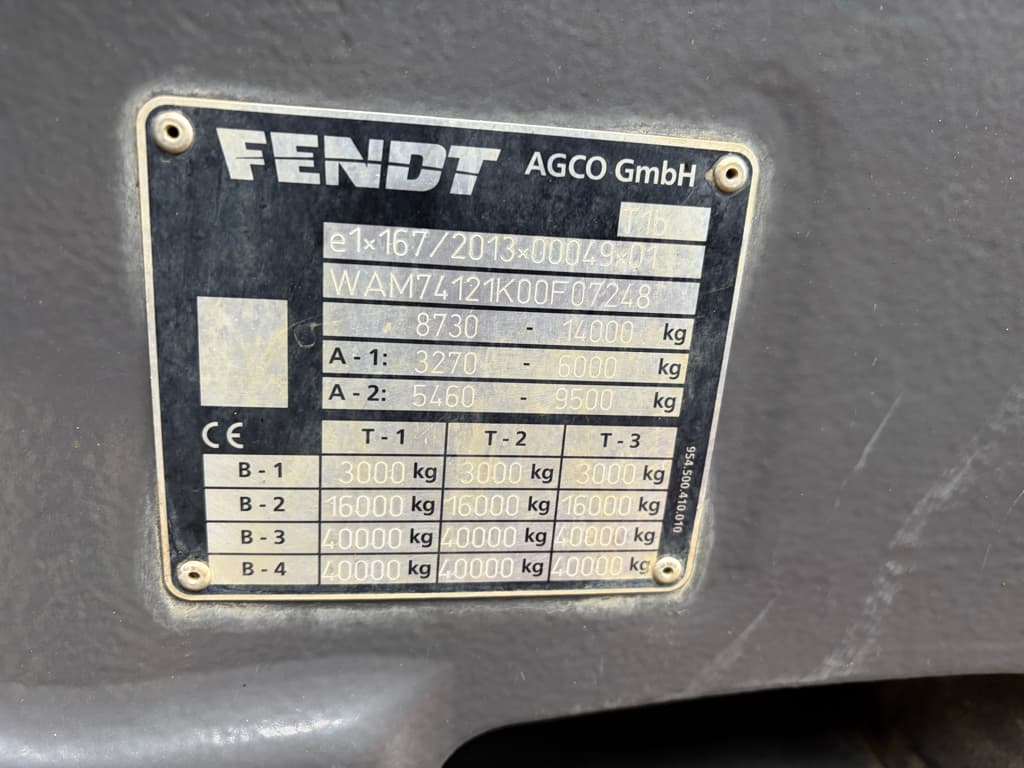 FENDT AGCO GmbH
T1b
e1×167/2013×00049×01
WAM74121K00F07248
8730 - 14000 kg
A - 1: 3270 - 6000 kg
A - 2: 5460 - 9500 kg
CE T - 1 T - 2 T - 3
B - 1 3000 kg 3000 kg 3000 kg
B - 2 16000 kg 16000 kg 16000 kg
B - 3 40000 kg 40000 kg 40000 kg
B - 4 40000 kg 40000 kg 40000 kg
954.500.410.010